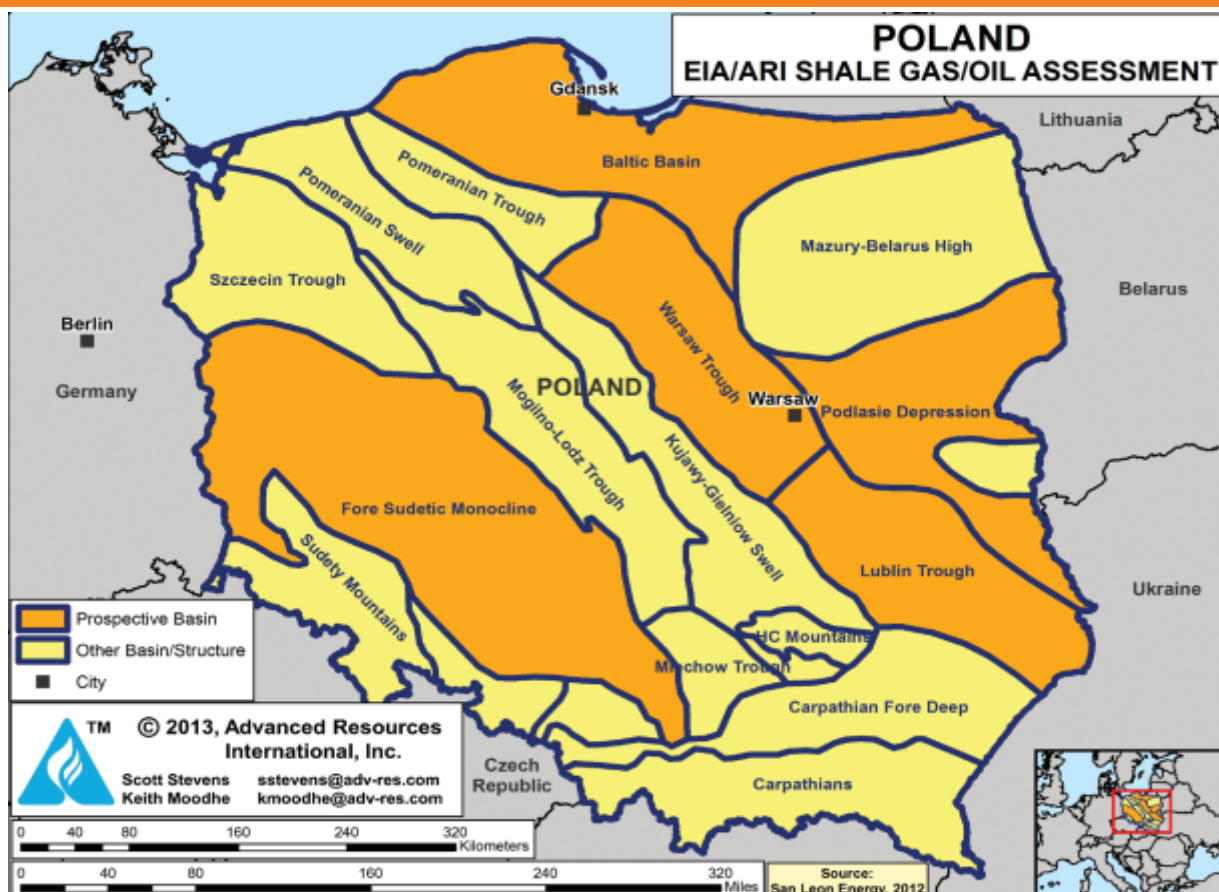 POLAND
EIA/ARI SHALE GAS/OIL ASSESSMENT
Gdansk
Lithuania
Baltic Basin
Pomeranian Trough
Pomeranian Swell
Mazury-Belarus High
Szczecin Trough
Belarus
Berlin
Germany
Warsaw Trough
POLAND
Warsaw
Podlasie Depression
Mogilno-Lodz Trough
Kujawy-Gielniow Swell
Fore Sudetic Monocline
Sudety Mountains
Lublin Trough
Ukraine
Prospective Basin
Other Basin/Structure
City
HC Mountains
Miechow Trough
Carpathian Fore Deep
TM
© 2013, Advanced Resources
International, Inc.
Scott Stevens sstevens@adv-res.com
Keith Moodhe kmoodhe@adv-res.com
Czech
Republic
Carpathians
0 40 80 160 240 320
Kilometers
0 40 80 160 240 320
Miles
Source:
San Leon Energy, 2012